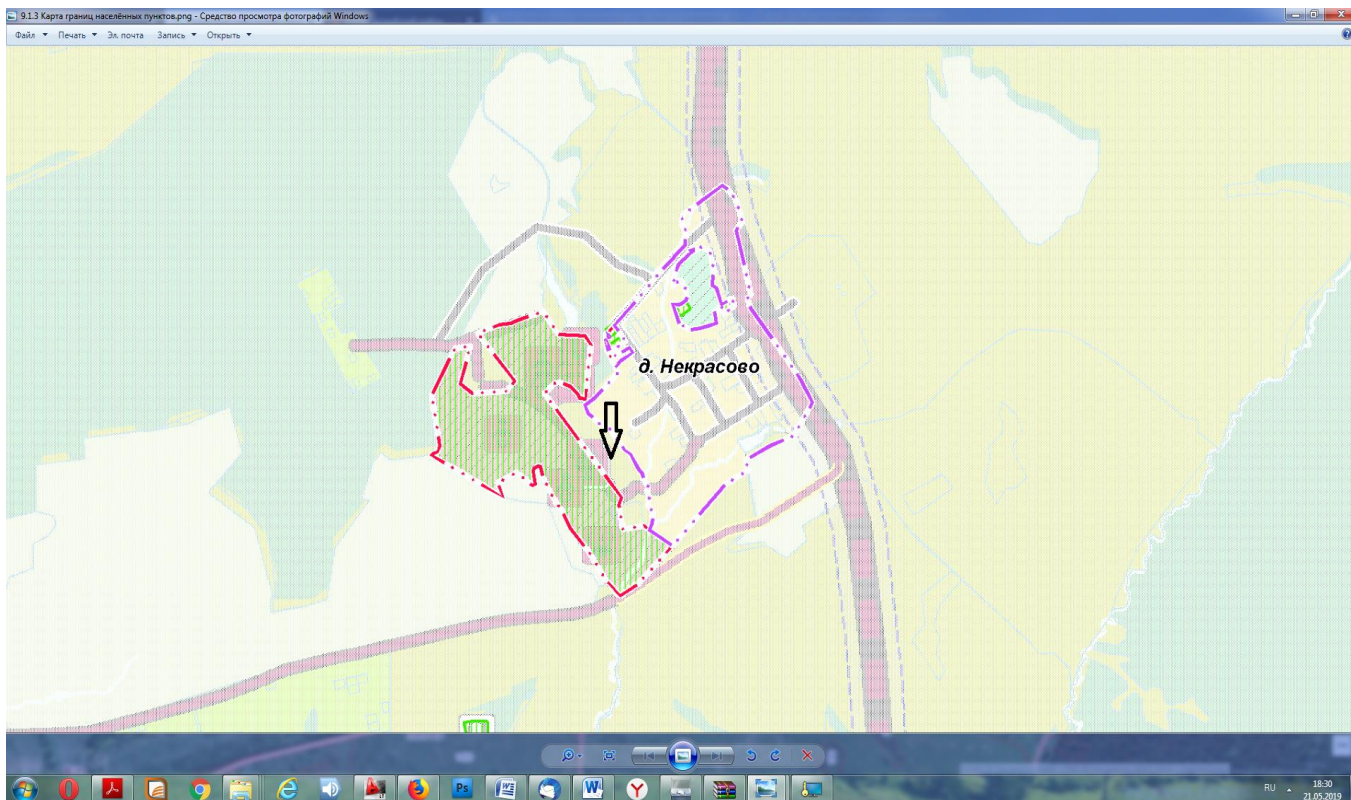 9.1.3 Карта границ населённых пунктов.png - Средство просмотра фотографий Windows
Файл Печать Эл. почта Запись Открыть
д. Некрасово
Ps W Y
RU 18:30
21.05.2019